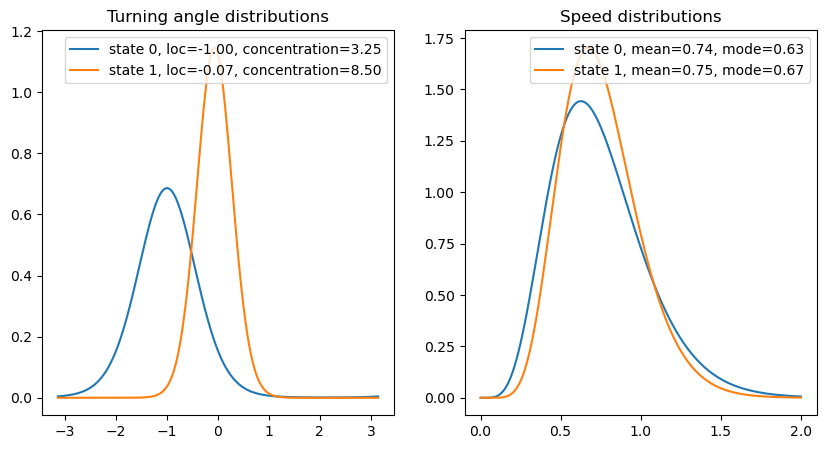 Turning angle distributions
state 0, loc=-1.00, concentration=3.25
state 1, loc=-0.07, concentration=8.50
1.2
1.0
0.8
0.6
0.4
0.2
0.0
−3 −2 −1 0 1 2 3
Speed distributions
state 0, mean=0.74, mode=0.63
state 1, mean=0.75, mode=0.67
1.75
1.50
1.25
1.00
0.75
0.50
0.25
0.00
0.0 0.5 1.0 1.5 2.0